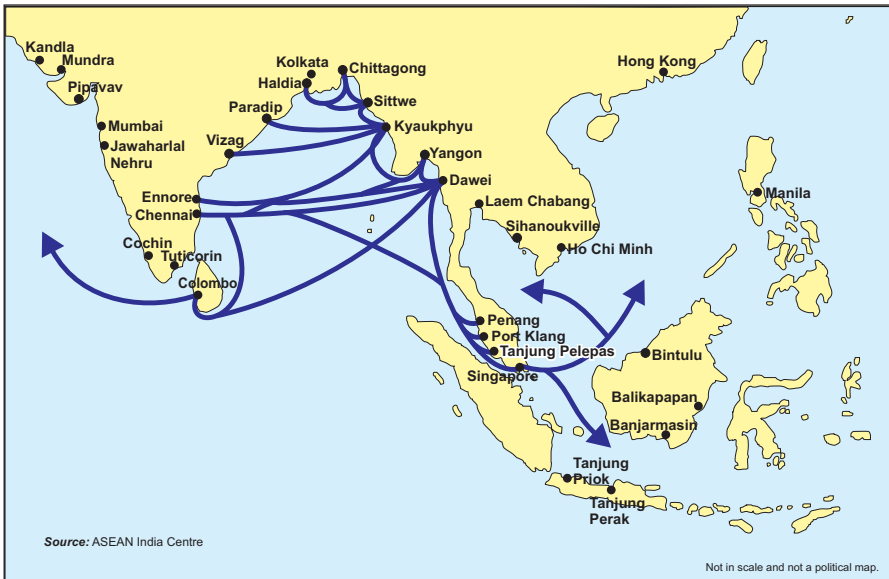 Kandla
Mundra
Pipavav
Mumbai
Jawaharlal
Nehru
Kolkata
Haldia
Chittagong
Paradip
Sittwe
Vizag
Kyaukphyu
Yangon
Dawei
Ennore
Chennai
Cochin
Tuticorin
Colombo
Hong Kong
Laem Chabang
Sihanoukville
Ho Chi Minh
Manila
Penang
Port Klang
Tanjung Pelepas
Singapore
Bintulu
Balikapapan
Banjarmasin
Tanjung
Priok
Tanjung
Perak
Source: ASEAN India Centre
Not in scale and not a political map.